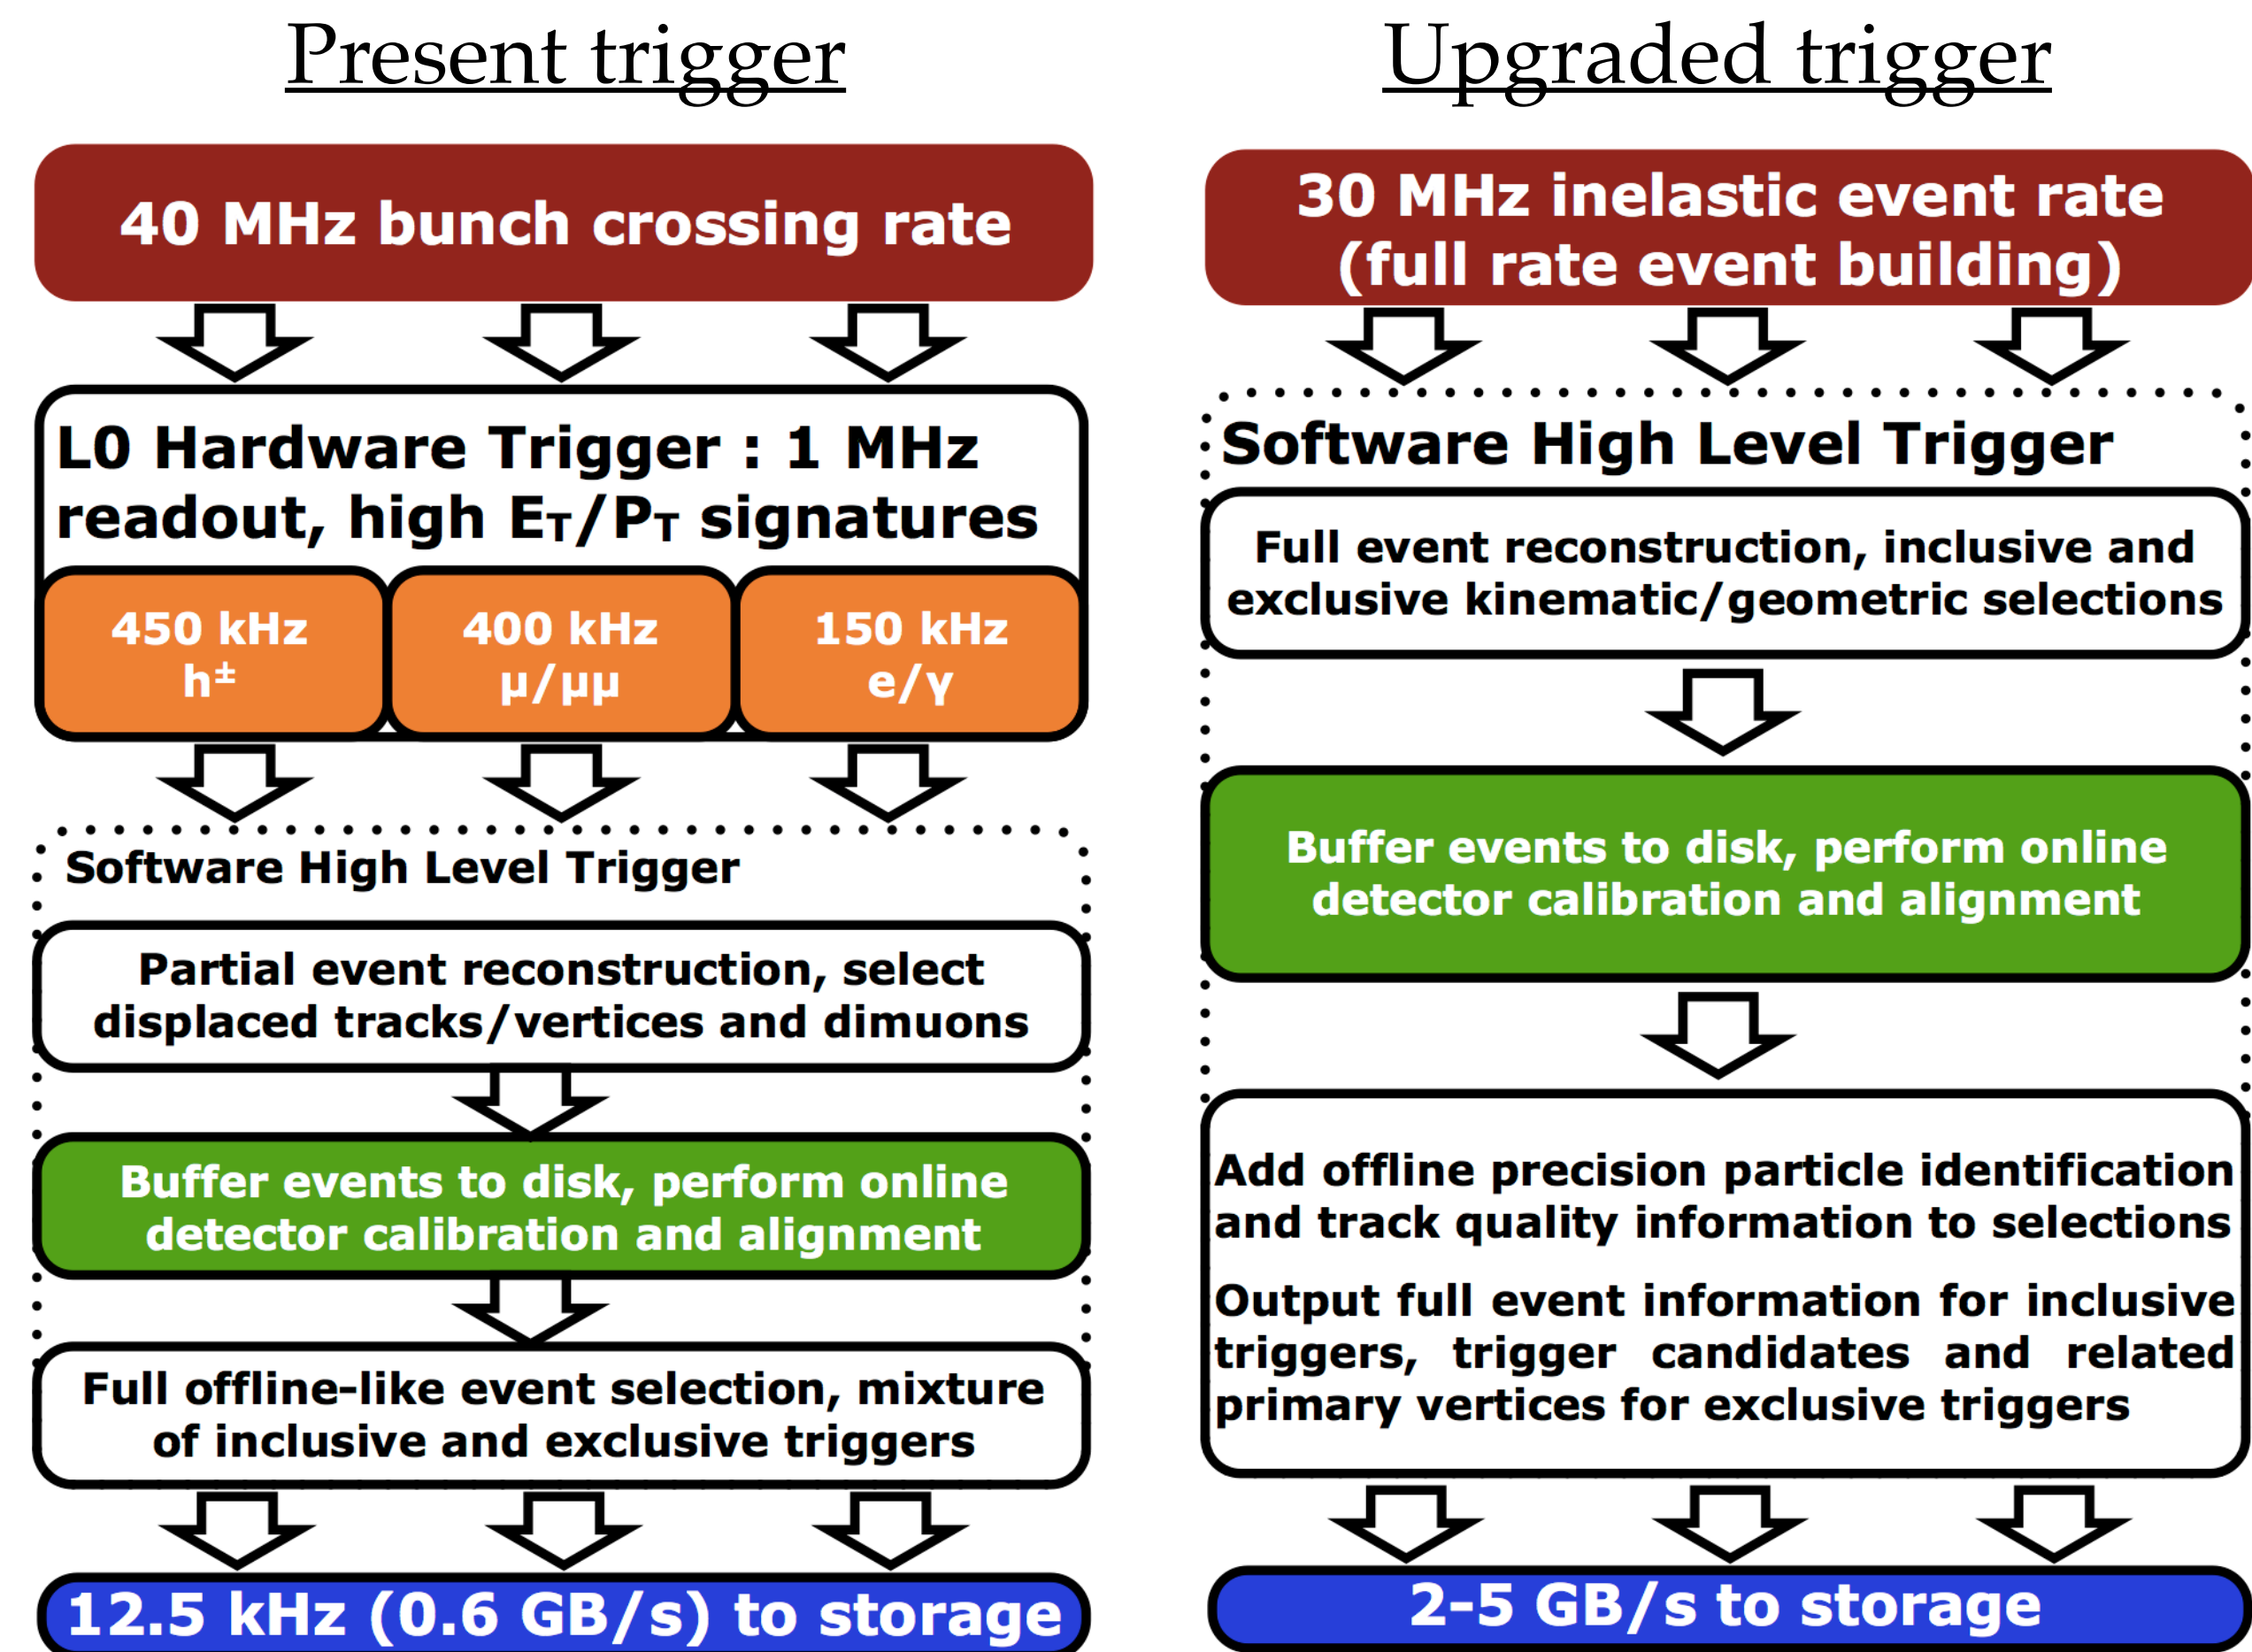 Present trigger
40 MHz bunch crossing rate
L0 Hardware Trigger : 1 MHz
readout, high ET/PT signatures
450 kHz
h±
400 kHz
μ/μμ
150 kHz
e/γ
Software High Level Trigger
Partial event reconstruction, select
displaced tracks/vertices and dimuons
Buffer events to disk, perform online
detector calibration and alignment
Full offline-like event selection, mixture
of inclusive and exclusive triggers
12.5 kHz (0.6 GB/s) to storage
Upgraded trigger
30 MHz inelastic event rate
(full rate event building)
Software High Level Trigger
Full event reconstruction, inclusive and
exclusive kinematic/geometric selections
Buffer events to disk, perform online
detector calibration and alignment
Add offline precision particle identification
and track quality information to selections
Output full event information for inclusive
triggers, trigger candidates and related
primary vertices for exclusive triggers
2-5 GB/s to storage